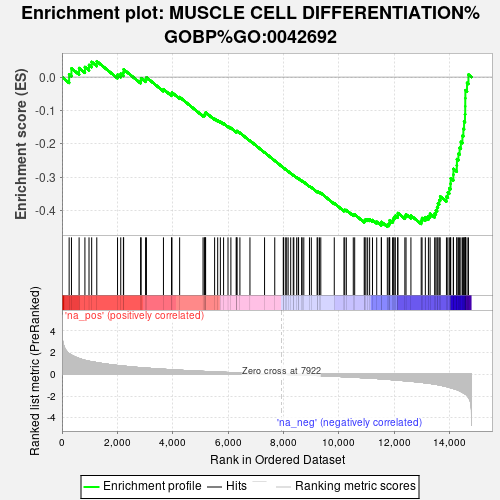 Enrichment plot: MUSCLE CELL DIFFERENTIATION%
GOBP%GO:0042692
Enrichment score (ES)
0.0
-0.1
-0.2
-0.3
-0.4
'na_pos' (positively correlated)
Ranked list metric (PreRanked)
4
2
0
-2
-4
Zero cross at 7922
'na_neg' (negatively correlated)
0
2,000
4,000
6,000
8,000
10,000
12,000
14,000
Rank in Ordered Dataset
Enrichment profile
Hits
Ranking metric scores